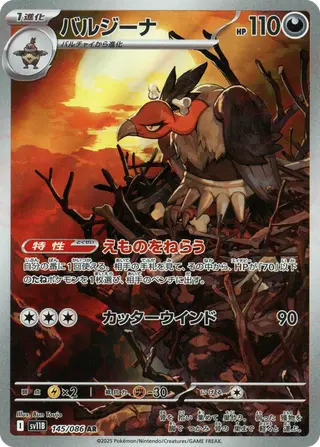 1進化
バルジーナ
HP 110
バルチャイから進化
特性 えものをねらう
自分の番に1回使える。相手の手札を見て、その中から、HPが「70」以下
のたねポケモンを1枚選び、相手のベンチに出す。
カッターウインド 90
弱点 ×2 抵抗力 -30 にげる
I sv11B 145/086 AR
©2025 Pokémon/Nintendo/Creatures/GAME FREAK.